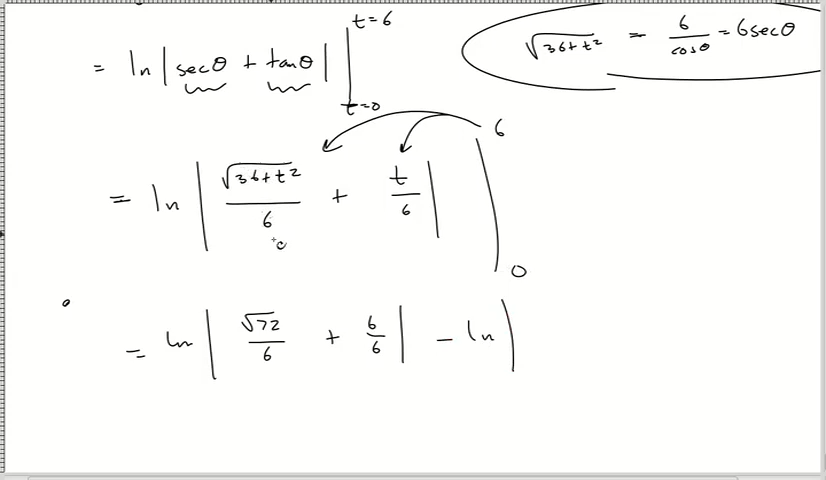 √36+t² = 6/cosθ = 6secθ
= ln|secθ + tanθ| |t=6 t=0
= ln|√36+t²/6 + t/6| |6 0
= ln|√72/6 + 6/6| - ln|